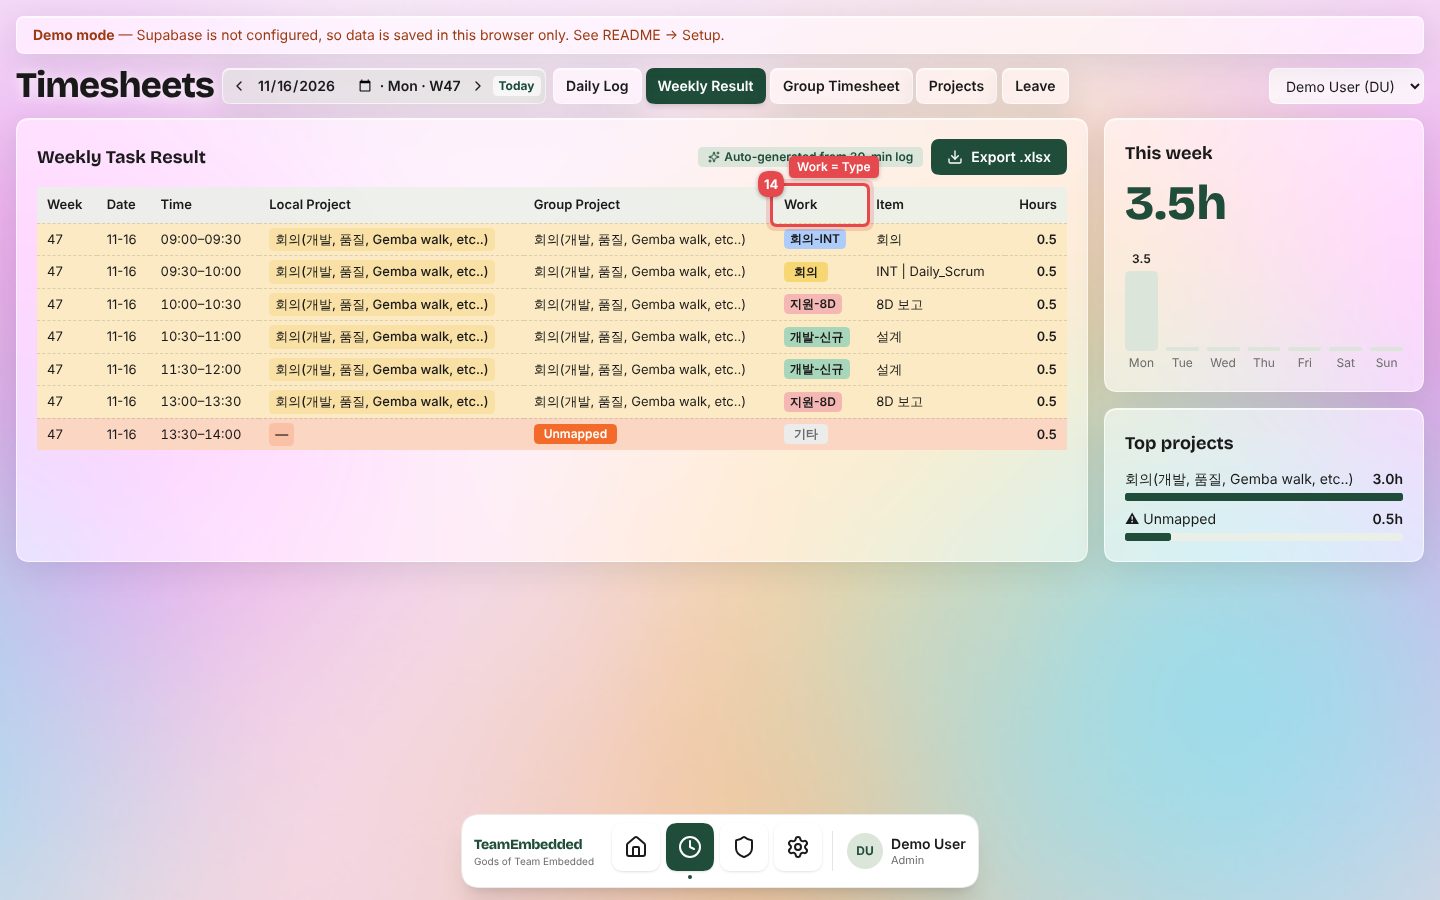 Demo mode — Supabase is not configured, so data is saved in this browser only. See README → Setup.
Timesheets
11/16/2026 · Mon · W47 Today
Daily Log
Weekly Result
Group Timesheet
Projects
Leave
Demo User (DU)
Weekly Task Result
Auto-generated from 30-min log
Work = Type
Export .xlsx
14
Week Date Time Local Project Group Project Work Item Hours
47 11-16 09:00–09:30 회의(개발, 품질, Gemba walk, etc..) 회의(개발, 품질, Gemba walk, etc..) 회의-INT 회의 0.5
47 11-16 09:30–10:00 회의(개발, 품질, Gemba walk, etc..) 회의(개발, 품질, Gemba walk, etc..) 회의 INT | Daily_Scrum 0.5
47 11-16 10:00–10:30 회의(개발, 품질, Gemba walk, etc..) 회의(개발, 품질, Gemba walk, etc..) 지원-8D 8D 보고 0.5
47 11-16 10:30–11:00 회의(개발, 품질, Gemba walk, etc..) 회의(개발, 품질, Gemba walk, etc..) 개발-신규 설계 0.5
47 11-16 11:30–12:00 회의(개발, 품질, Gemba walk, etc..) 회의(개발, 품질, Gemba walk, etc..) 개발-신규 설계 0.5
47 11-16 13:00–13:30 회의(개발, 품질, Gemba walk, etc..) 회의(개발, 품질, Gemba walk, etc..) 지원-8D 8D 보고 0.5
47 11-16 13:30–14:00 — Unmapped 기타 0.5
This week
3.5h
3.5
Mon Tue Wed Thu Fri Sat Sun
Top projects
회의(개발, 품질, Gemba walk, etc..) 3.0h
⚠ Unmapped 0.5h
TeamEmbedded
Gods of Team Embedded
DU
Demo User
Admin